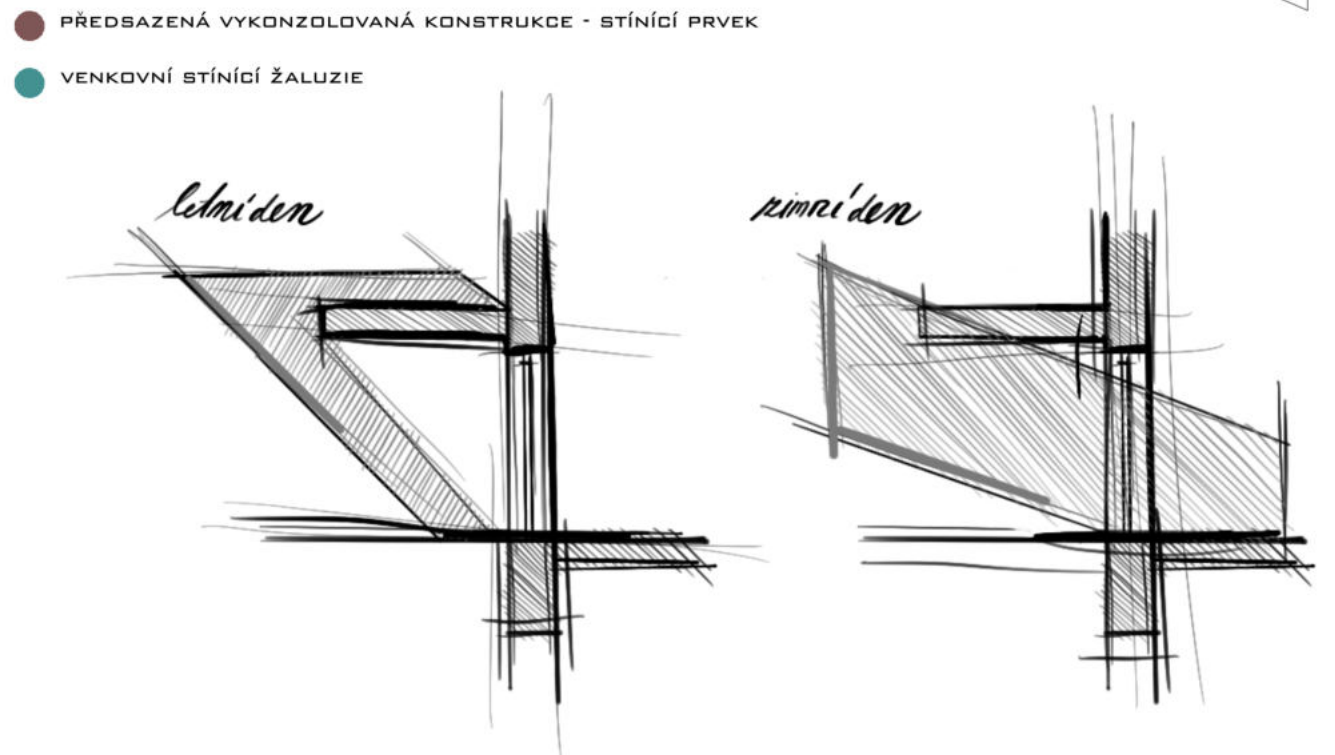 PŘEDSAZENÁ VYKONZOLOVANÁ KONSTRUKCE - STÍNÍCÍ PRVEK
VENKOVNÍ STÍNÍCÍ ŽALUZIE
letní den
zimní den